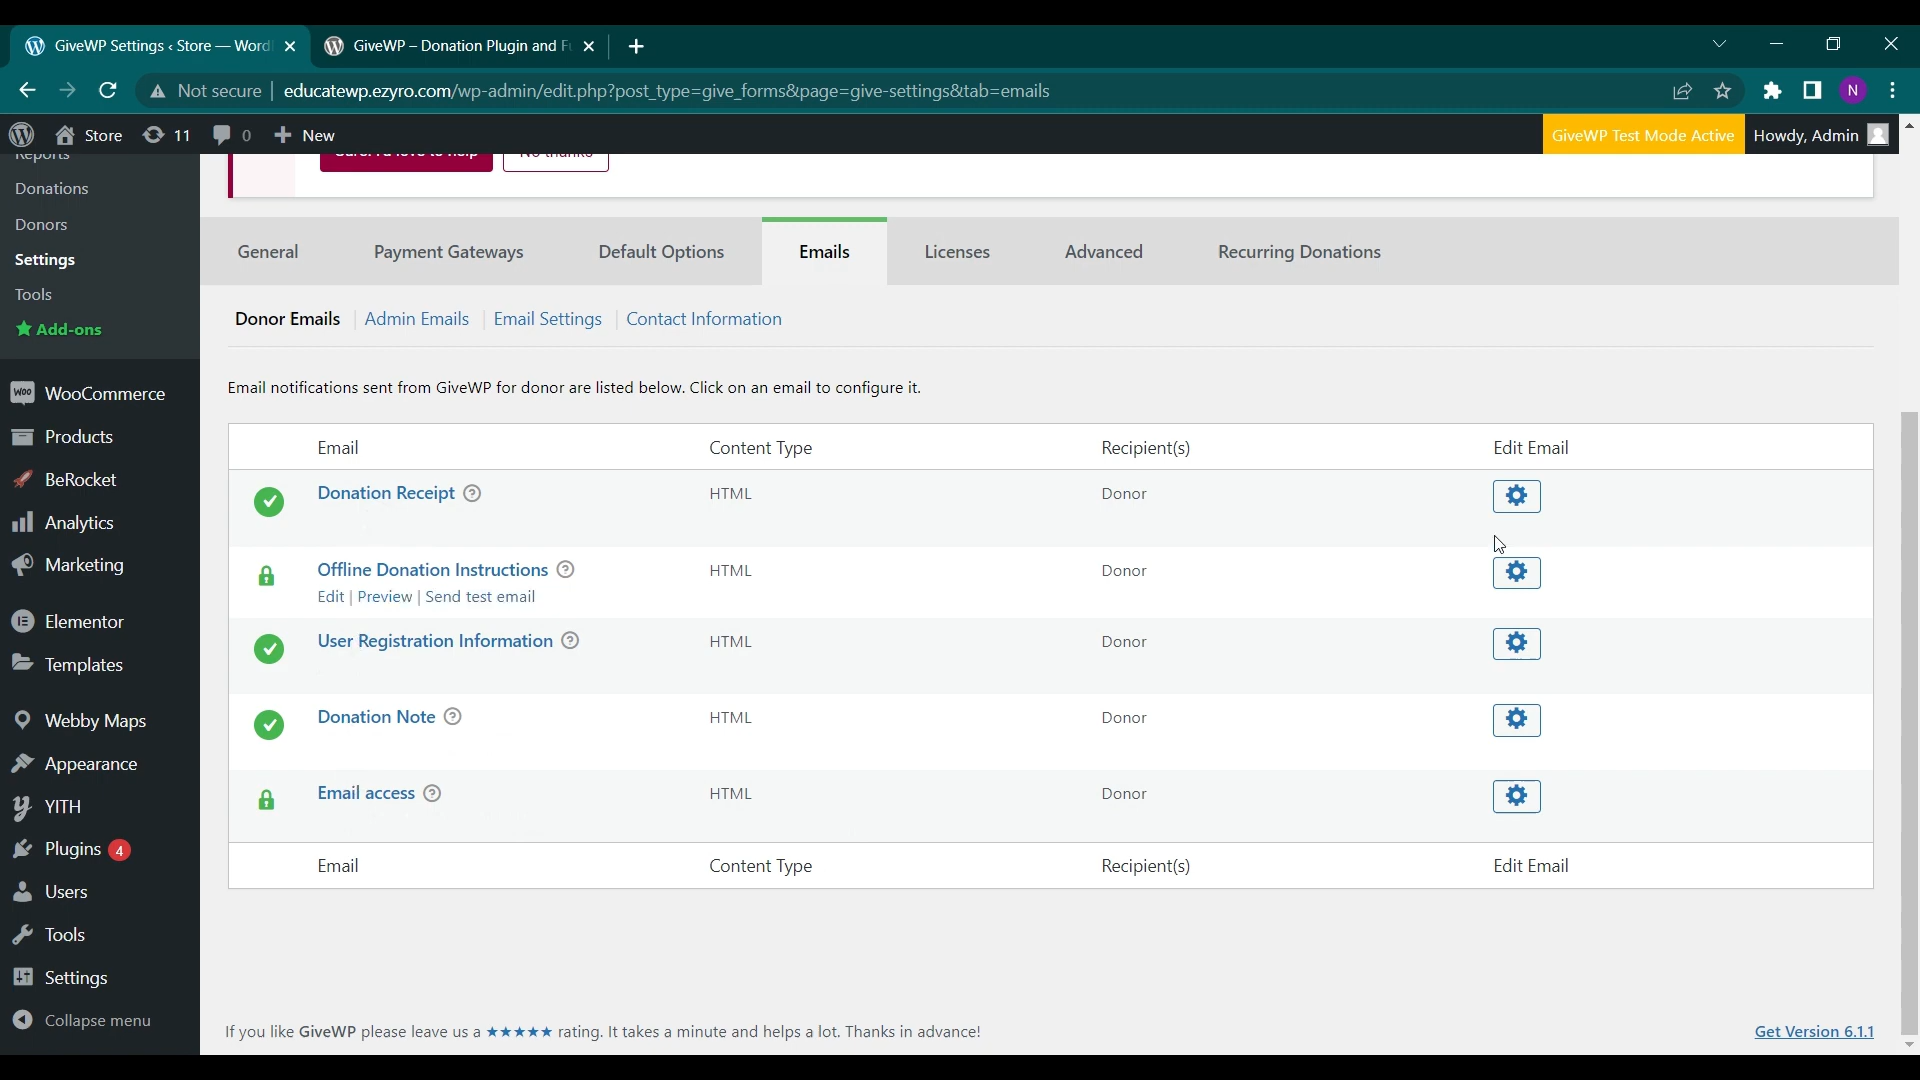 GiveWP Settings ‹ Store — Word
GiveWP – Donation Plugin and F
Not secure
educatewp.ezyro.com/wp-admin/edit.php?post_type=give_forms&page=give-settings&tab=emails
N
Store 11 0 New
GiveWP Test Mode Active
Howdy, Admin
Reports
Donations
Donors
Settings
Tools
Add-ons
WooCommerce
Products
BeRocket
Analytics
Marketing
Elementor
Templates
Webby Maps
Appearance
YITH
Plugins 4
Users
Tools
Settings
Collapse menu
No thanks
General Payment Gateways Default Options Emails Licenses Advanced Recurring Donations
Donor Emails | Admin Emails | Email Settings | Contact Information
Email notifications sent from GiveWP for donor are listed below. Click on an email to configure it.
Email Content Type Recipient(s) Edit Email
Donation Receipt HTML Donor
Offline Donation Instructions HTML Donor
Edit | Preview | Send test email
User Registration Information HTML Donor
Donation Note HTML Donor
Email access HTML Donor
Email Content Type Recipient(s) Edit Email
If you like GiveWP please leave us a ★★★★★ rating. It takes a minute and helps a lot. Thanks in advance!
Get Version 6.1.1